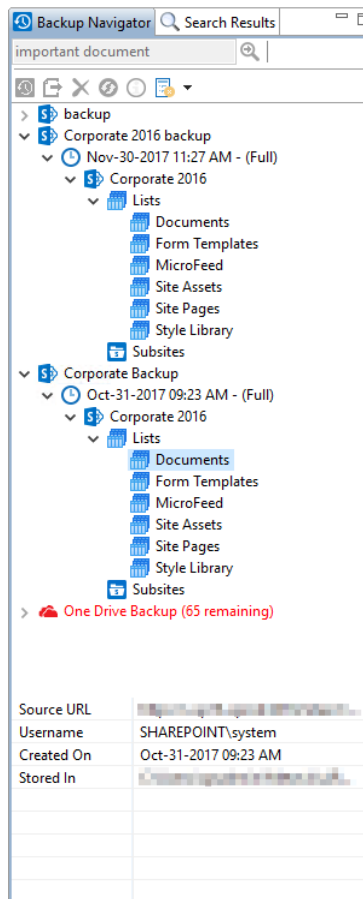 Backup Navigator Search Results
important document
backup
Corporate 2016 backup
Nov-30-2017 11:27 AM - (Full)
Corporate 2016
Lists
Documents
Form Templates
MicroFeed
Site Assets
Site Pages
Style Library
Subsites
Corporate Backup
Oct-31-2017 09:23 AM - (Full)
Corporate 2016
Lists
Documents
Form Templates
MicroFeed
Site Assets
Site Pages
Style Library
Subsites
One Drive Backup (65 remaining)
Source URL
Username SHAREPOINT\system
Created On Oct-31-2017 09:23 AM
Stored In